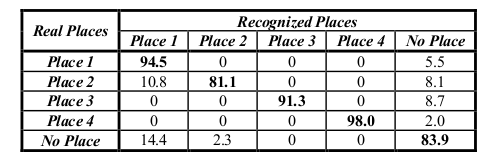 Real Places Recognized Places
Place 1 Place 2 Place 3 Place 4 No Place
Place 1 94.5 0 0 0 5.5
Place 2 10.8 81.1 0 0 8.1
Place 3 0 0 91.3 0 8.7
Place 4 0 0 0 98.0 2.0
No Place 14.4 2.3 0 0 83.9